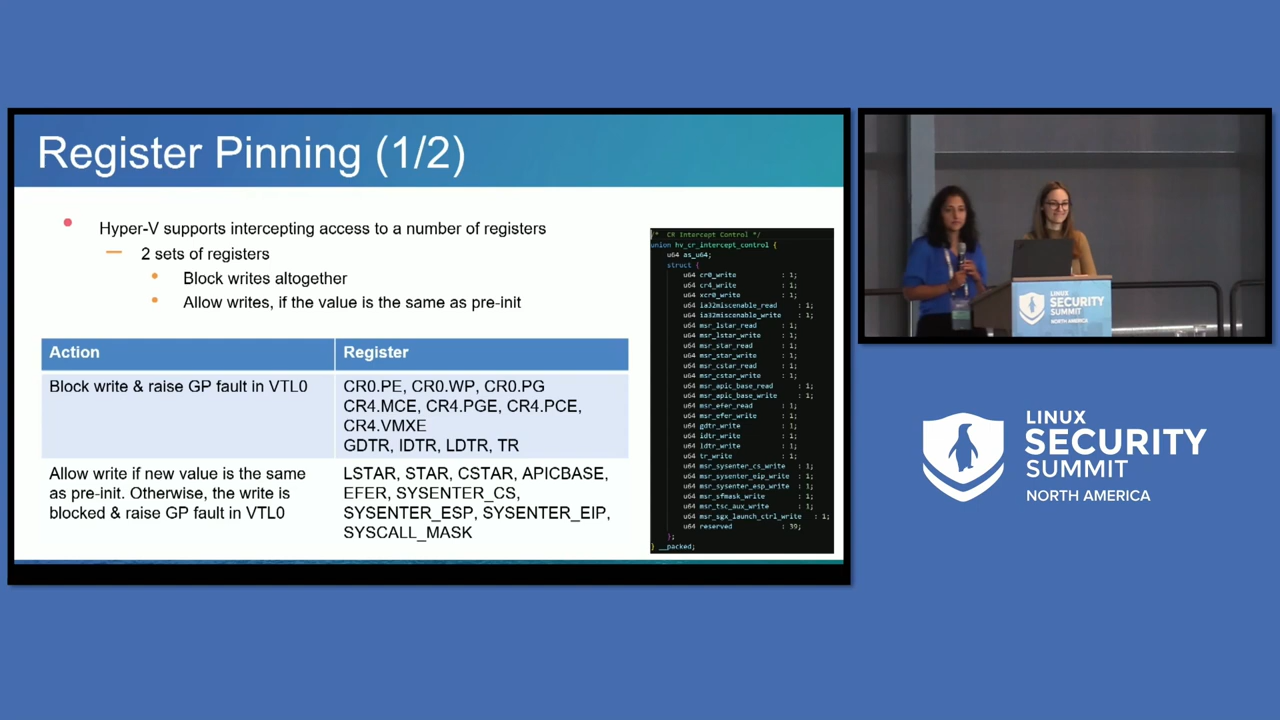 Register Pinning (1/2)
Hyper-V supports intercepting access to a number of registers
2 sets of registers
Block writes altogether
Allow writes, if the value is the same as pre-init
Action Register
Block write & raise GP fault in VTL0
CR0.PE, CR0.WP, CR0.PG
CR4.MCE, CR4.PGE, CR4.PCE,
CR4.VMXE
GDTR, IDTR, LDTR, TR
Allow write if new value is the same
as pre-init. Otherwise, the write is
blocked & raise GP fault in VTL0
LSTAR, STAR, CSTAR, APICBASE,
EFER, SYSENTER_CS,
SYSENTER_ESP, SYSENTER_EIP,
SYSCALL_MASK
/* CR Intercept Control */
union hv_cr_intercept_control {
u64 as_u64;
struct {
u64 cr0_write : 1;
u64 cr4_write : 1;
u64 xcr0_write : 1;
u64 ia32miscenable_read : 1;
u64 ia32miscenable_write : 1;
u64 msr_lstar_read : 1;
u64 msr_lstar_write : 1;
u64 msr_star_read : 1;
u64 msr_star_write : 1;
u64 msr_cstar_read : 1;
u64 msr_cstar_write : 1;
u64 msr_apic_base_read : 1;
u64 msr_apic_base_write : 1;
u64 msr_efer_read : 1;
u64 msr_efer_write : 1;
u64 gdtr_write : 1;
u64 idtr_write : 1;
u64 ldtr_write : 1;
u64 tr_write : 1;
u64 msr_sysenter_cs_write : 1;
u64 msr_sysenter_eip_write : 1;
u64 msr_sysenter_esp_write : 1;
u64 msr_sfmask_write : 1;
u64 msr_tsc_aux_write : 1;
u64 msr_sgx_launch_ctrl_write : 1;
u64 reserved : 39;
};
} __packed;
LINUX
SECURITY
SUMMIT
NORTH AMERICA
LINUX
SECURITY
SUMMIT
NORTH AMERICA